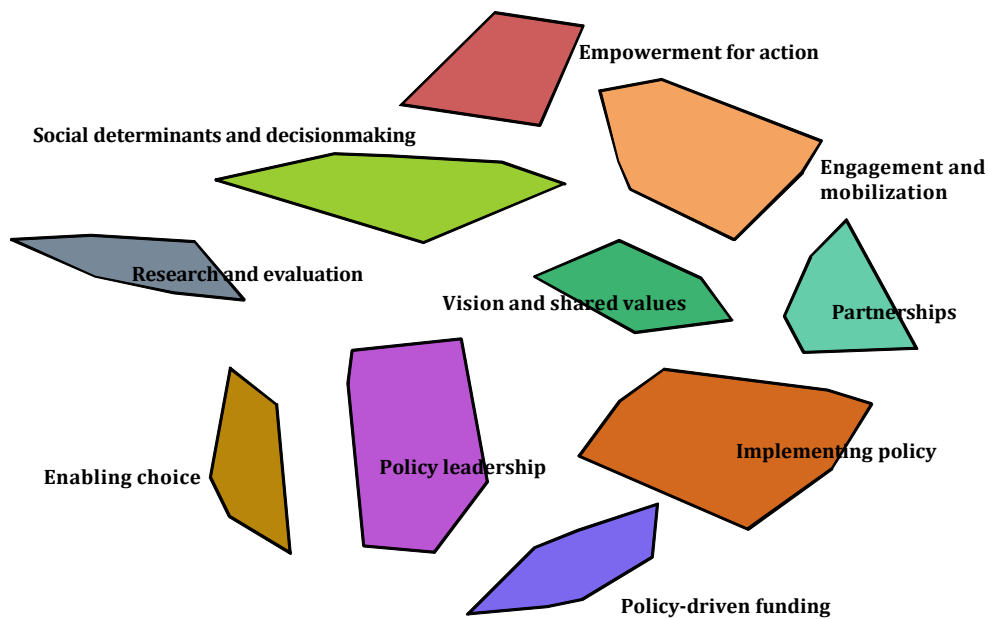 Empowerment for action
Social determinants and decisionmaking
Engagement and
mobilization
Research and evaluation
Vision and shared values
Partnerships
Implementing policy
Policy leadership
Enabling choice
Policy-driven funding